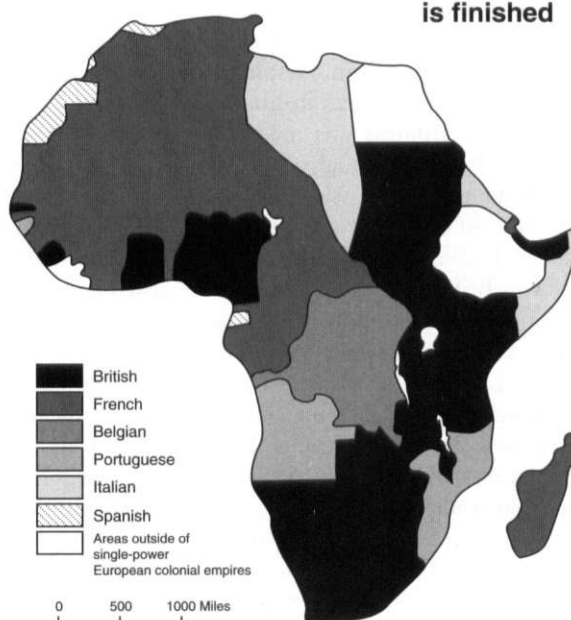 is finished
British
French
Belgian
Portuguese
Italian
Spanish
Areas outside of
single-power
European colonial empires
0 500 1000 Miles